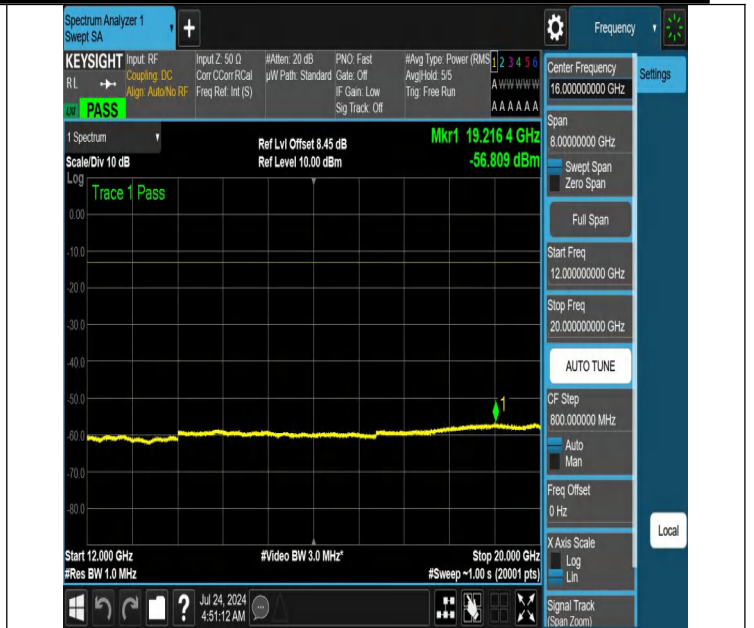 Spectrum Analyzer 1
Swept SA
+
Frequency
KEYSIGHT
RL
LXI
PASS
Input: RF
Coupling: DC
Align: Auto/No RF
Input Z: 50 Ω
Corr CCorr RCal
Freq Ref: Int (S)
#Atten: 20 dB
µW Path: Standard
PNO: Fast
Gate: Off
IF Gain: Low
Sig Track: Off
#Avg Type: Power (RMS
Avg|Hold: 5/5
Trig: Free Run
1 2 3 4 5 6
A W W W W W
A A A A A A
1 Spectrum
Scale/Div 10 dB
Ref Lvl Offset 8.45 dB
Ref Level 10.00 dBm
Mkr1 19.216 4 GHz
-56.809 dBm
Log
Trace 1 Pass
0.00
-10.0
-20.0
-30.0
-40.0
-50.0
-60.0
-70.0
-80.0
1
Start 12.000 GHz
#Res BW 1.0 MHz
#Video BW 3.0 MHz*
Stop 20.000 GHz
#Sweep ~1.00 s (20001 pts)
Jul 24, 2024
4:51:12 AM
?
Center Frequency
16.000000000 GHz
Settings
Span
8.00000000 GHz
Swept Span
Zero Span
Full Span
Start Freq
12.000000000 GHz
Stop Freq
20.000000000 GHz
AUTO TUNE
CF Step
800.000000 MHz
Auto
Man
Freq Offset
0 Hz
X Axis Scale
Log
Lin
Local
Signal Track
(Span Zoom)